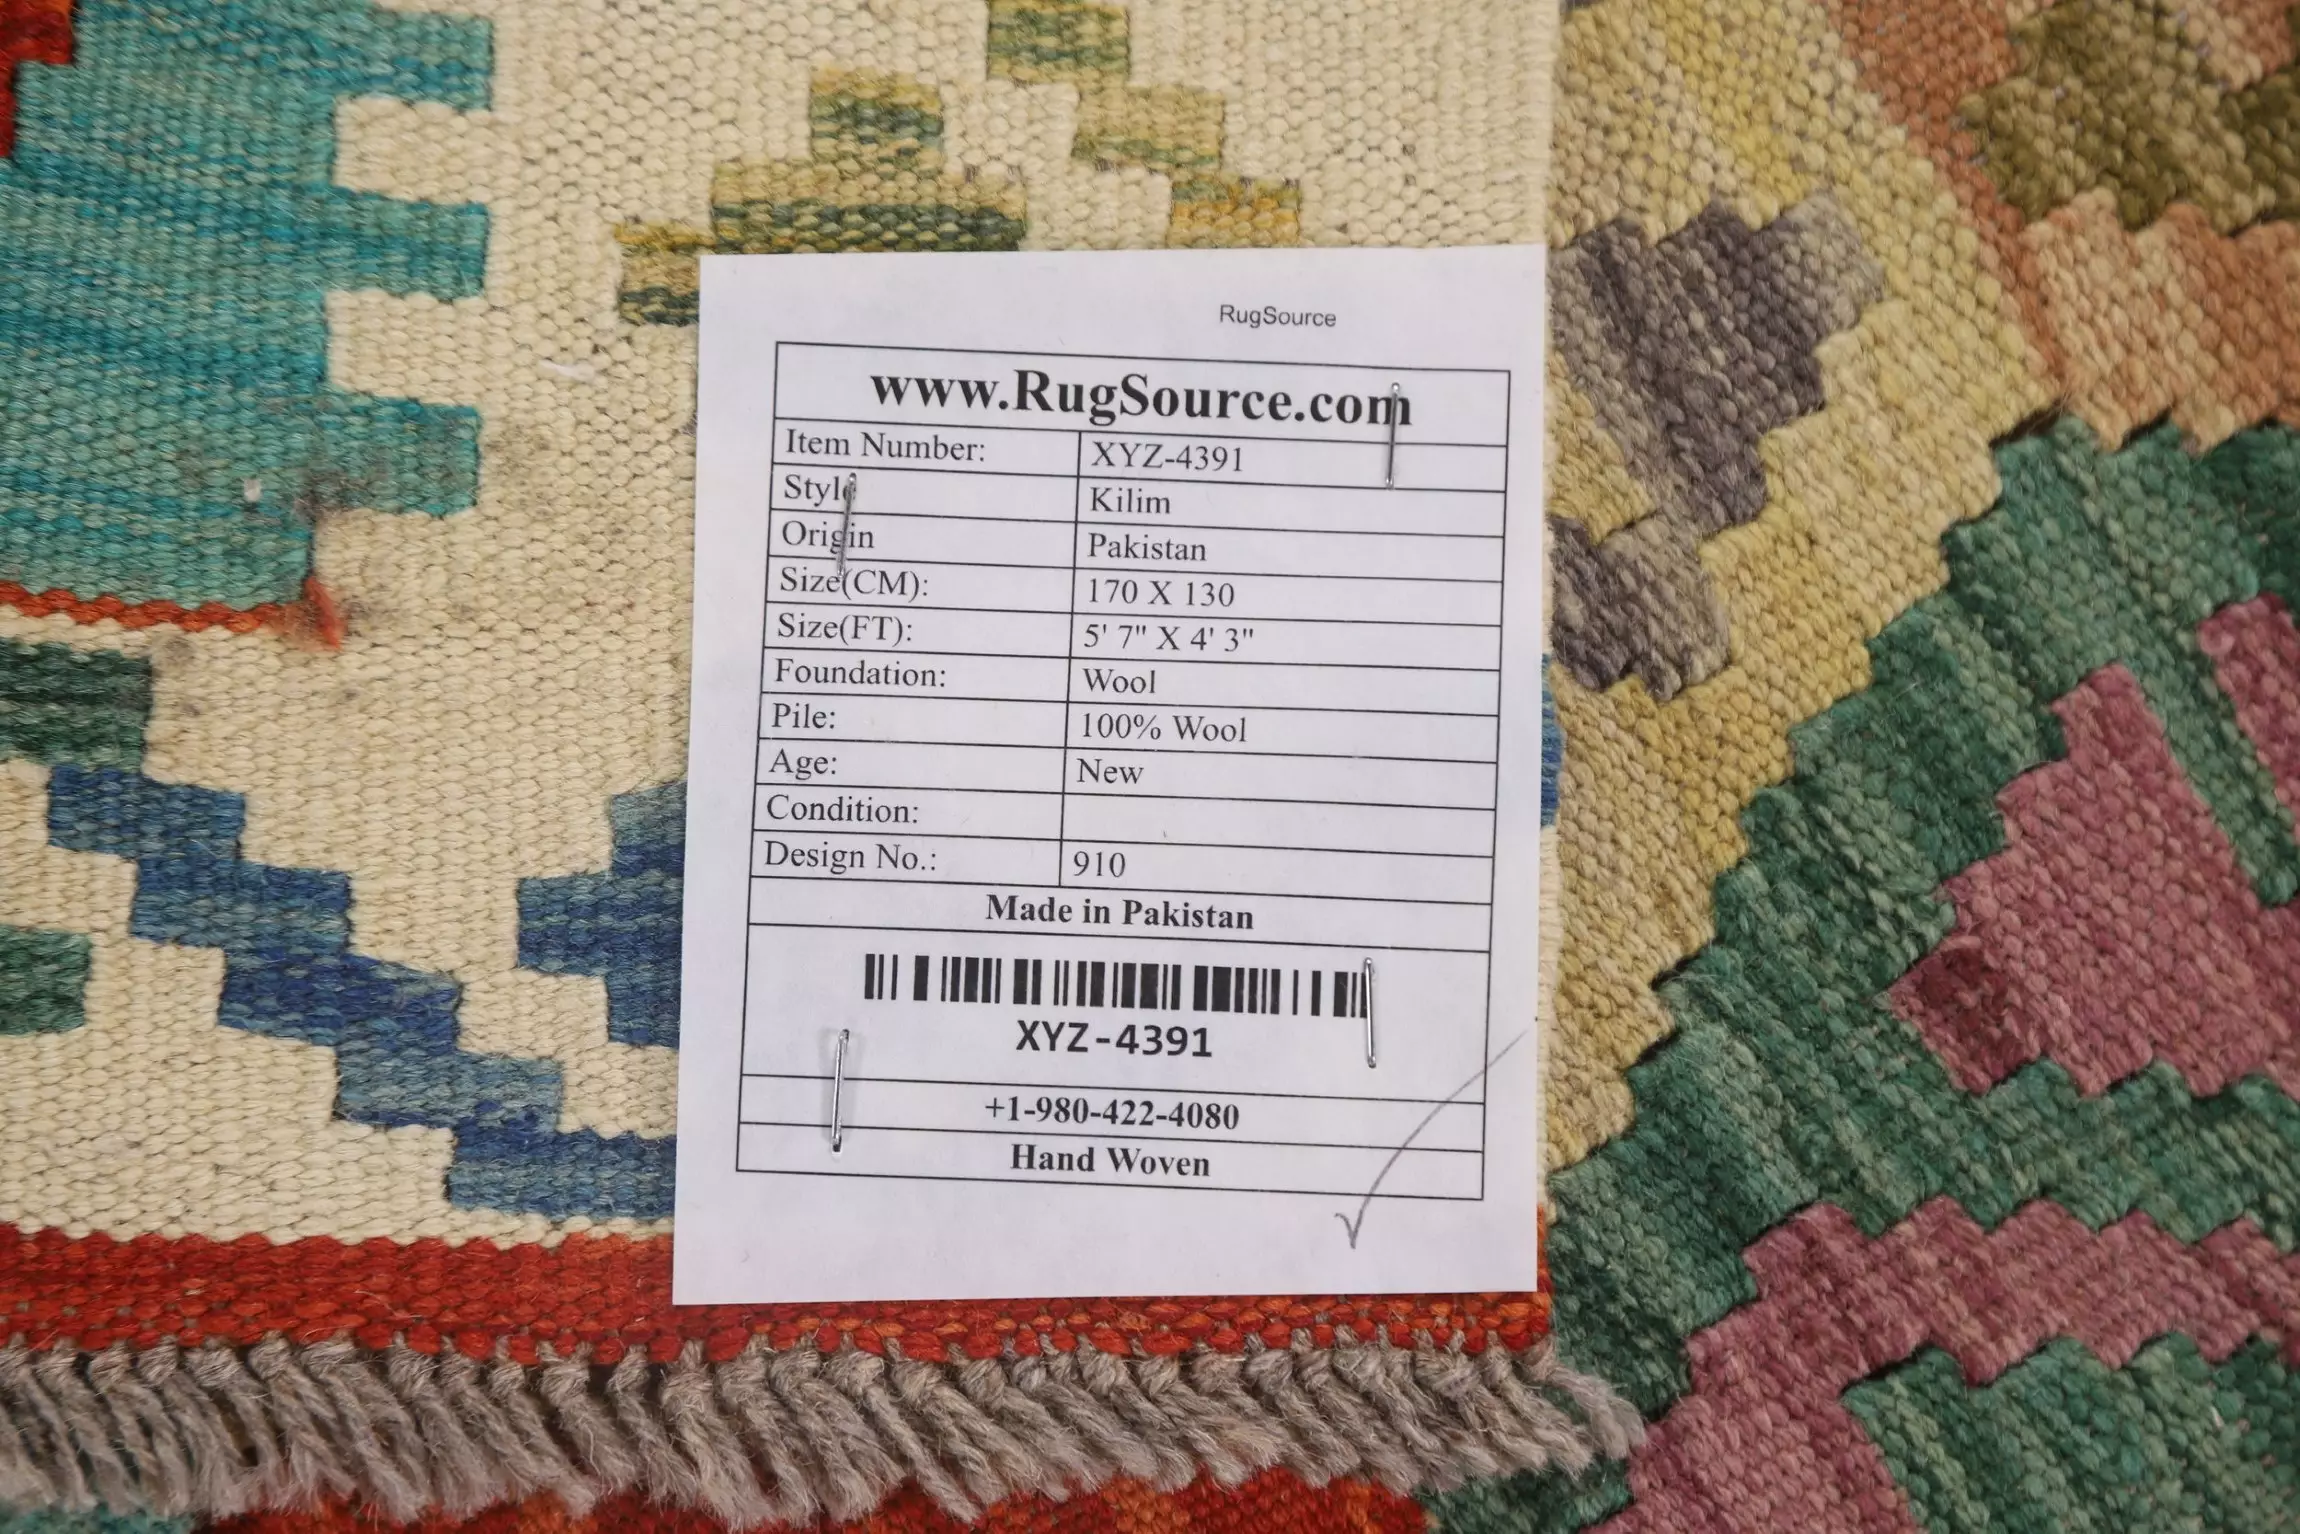 RugSource
www.RugSource.com
Item Number: XYZ-4391
Style Kilim
Origin Pakistan
Size(CM): 170 X 130
Size(FT): 5' 7" X 4' 3"
Foundation: Wool
Pile: 100% Wool
Age: New
Condition:
Design No.: 910
Made in Pakistan
XYZ-4391
+1-980-422-4080
Hand Woven